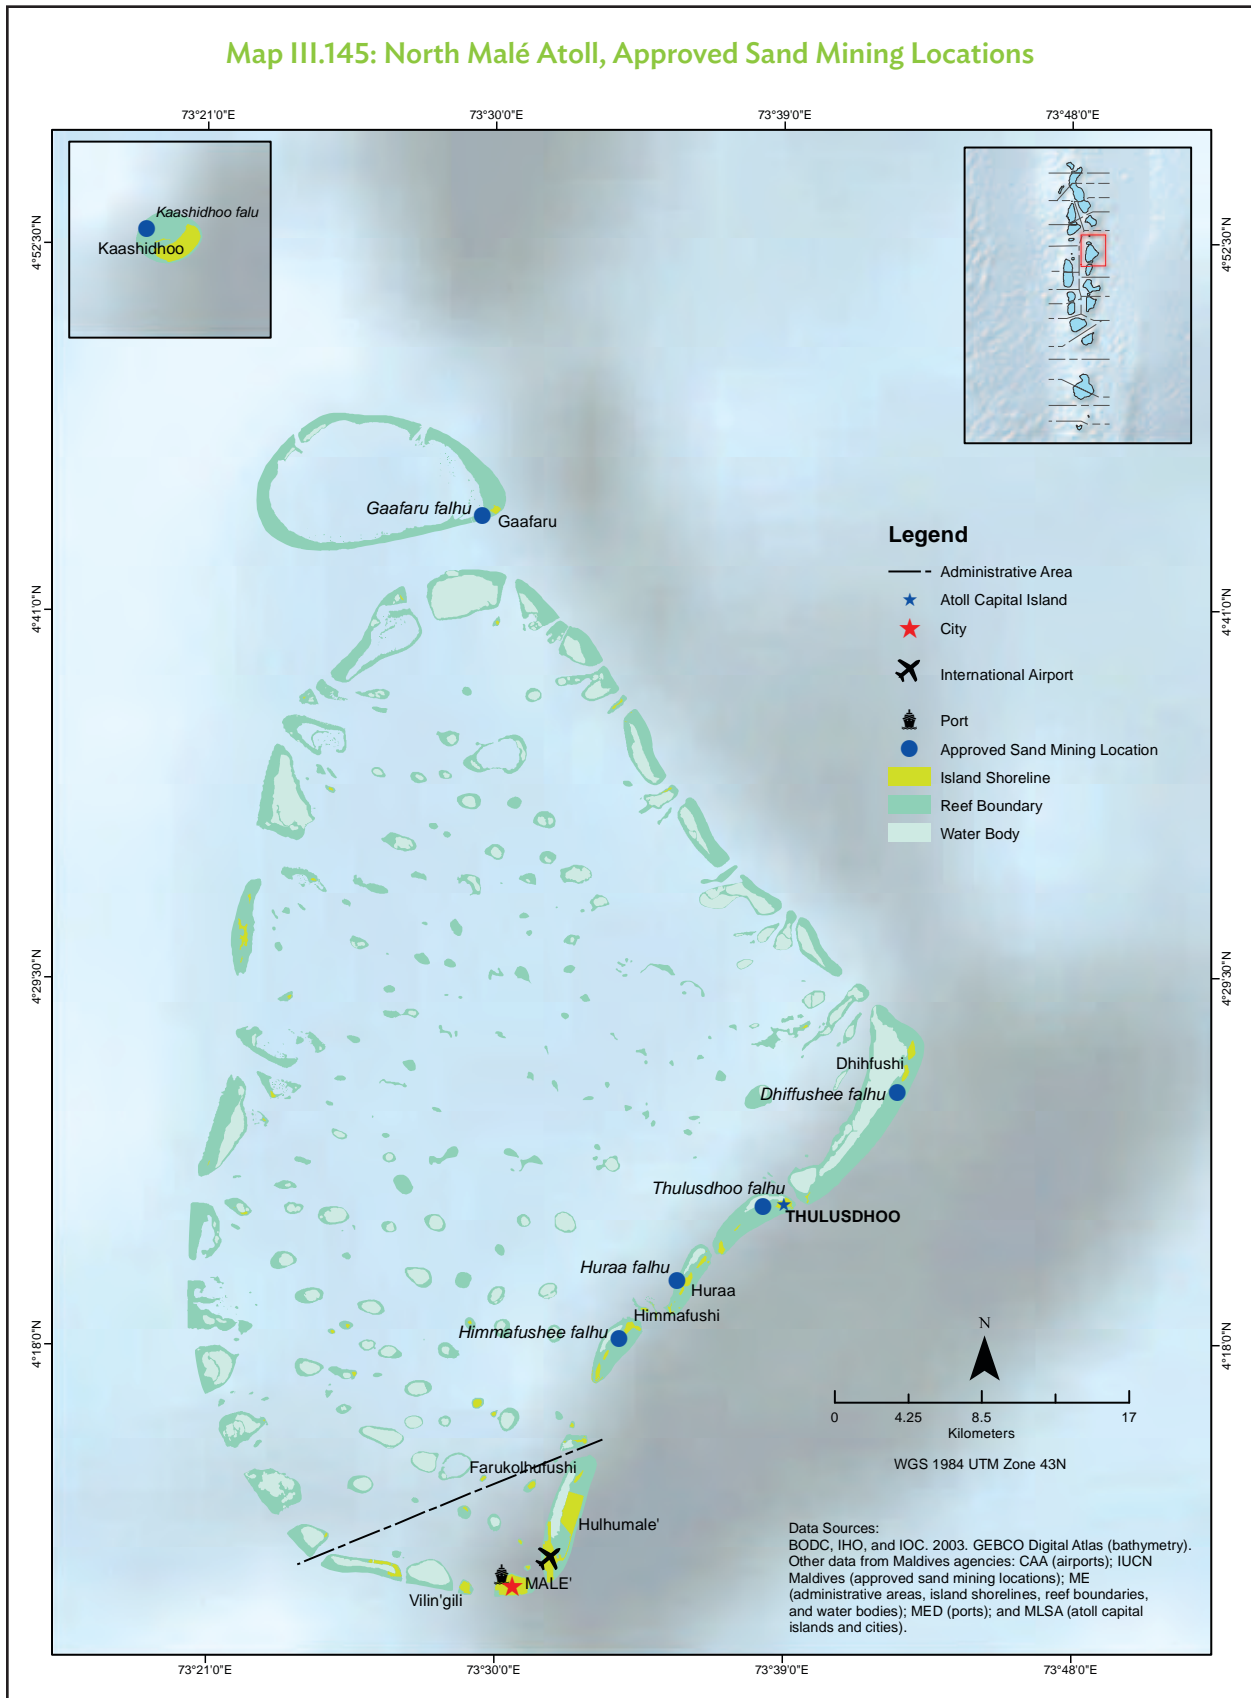 Map III.145: North Malé Atoll, Approved Sand Mining Locations
73°21'0"E
73°30'0"E
73°39'0"E
73°48'0"E
4°52'30"N
4°52'30"N
Kaashidhoo falu
Kaashidhoo
Gaafaru falhu
Gaafaru
Legend
Administrative Area
Atoll Capital Island
City
International Airport
Port
Approved Sand Mining Location
Island Shoreline
Reef Boundary
Water Body
4°41'0"N
4°41'0"N
4°29'30"N
4°29'30"N
Dhihfushi
Dhiffushee falhu
Thulusdhoo falhu
THULUSDHOO
Huraa falhu
Huraa
Himmafushi
Himmafushee falhu
4°18'0"N
4°18'0"N
N
0
4.25
8.5
17
Kilometers
WGS 1984 UTM Zone 43N
Farukolhufushi
Hulhumale'
MALE'
Vilin'gili
Data Sources:
BODC, IHO, and IOC. 2003. GEBCO Digital Atlas (bathymetry).
Other data from Maldives agencies: CAA (airports); IUCN
Maldives (approved sand mining locations); ME
(administrative areas, island shorelines, reef boundaries,
and water bodies); MED (ports); and MLSA (atoll capital
islands and cities).
73°21'0"E
73°30'0"E
73°39'0"E
73°48'0"E